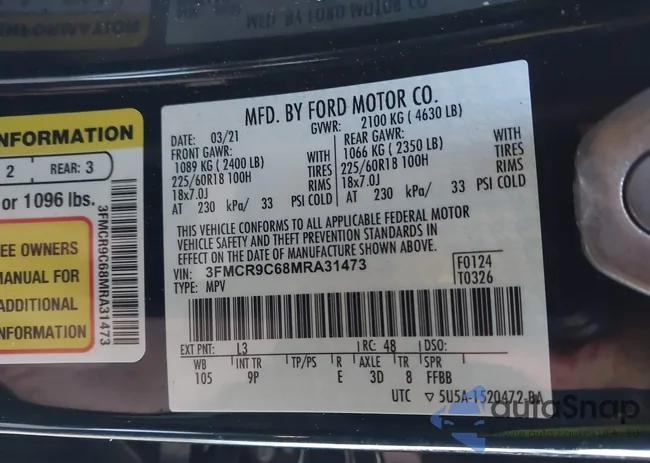 MFD. BY FORD MOTOR CO.
DATE: 03/21 GVWR: 2100 KG ( 4630 LB)
FRONT GAWR: REAR GAWR:
1089 KG ( 2400 LB) WITH 1066 KG ( 2350 LB) WITH
225/60R18 100H TIRES 225/60R18 100H TIRES
18x7.0J RIMS 18x7.0J RIMS
AT 230 kPa/ 33 PSI COLD AT 230 kPa/ 33 PSI COLD
THIS VEHICLE CONFORMS TO ALL APPLICABLE FEDERAL MOTOR
VEHICLE SAFETY AND THEFT PREVENTION STANDARDS IN
EFFECT ON THE DATE OF MANUFACTURE SHOWN ABOVE.
VIN: 3FMCR9C68MRA31473 F0124
TYPE: MPV T0326
EXT PNT: L3 RC: 48 DSO:
WB INT TR TP/PS R AXLE TR SPR
105 9P E 3D 8 FFBB
UTC ▽ 5U5A-1520472-BA
INFORMATION
2 REAR: 3
or 1096 lbs.
EE OWNERS
MANUAL FOR
ADDITIONAL
INFORMATION
3FMCR9C68MRA31473
auraSnap